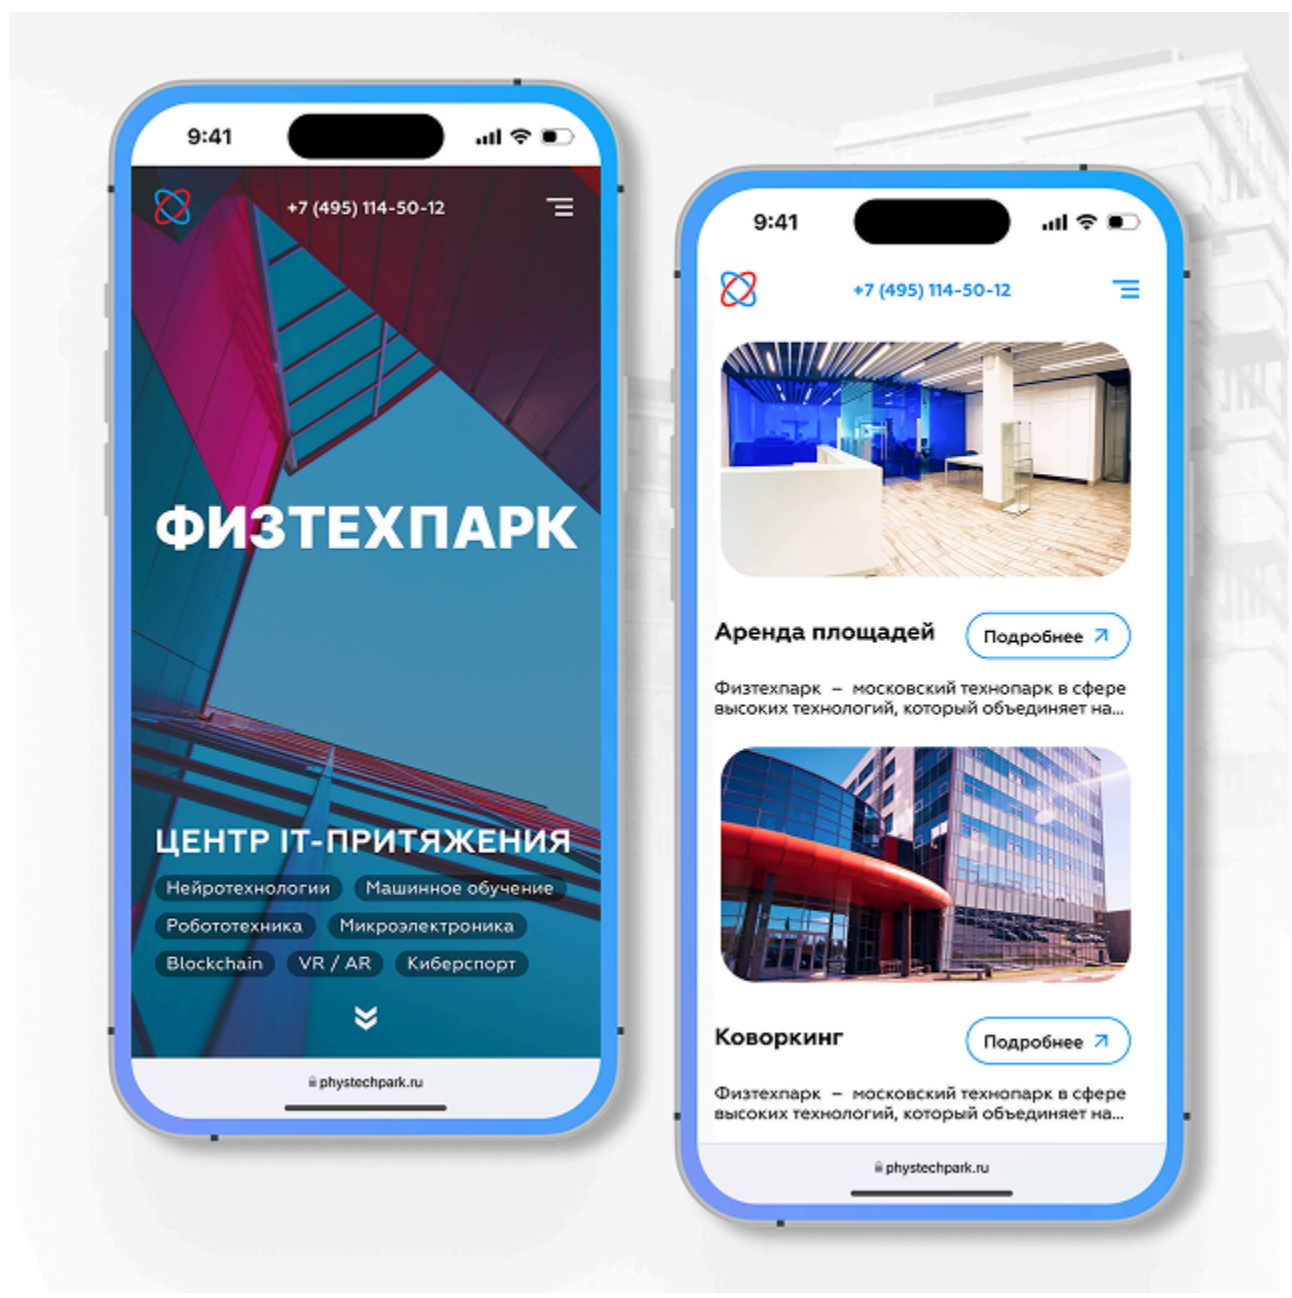 9:41
+7 (495) 114-50-12
ФИЗТЕХПАРК
ЦЕНТР IT-ПРИТЯЖЕНИЯ
Нейротехнологии
Машинное обучение
Робототехника
Микроэлектроника
Blockchain
VR / AR
Киберспорт
phystechpark.ru
9:41
+7 (495) 114-50-12
Аренда площадей
Подробнее
Физтехпарк – московский технопарк в сфере
высоких технологий, который объединяет на...
Коворкинг
Подробнее
Физтехпарк – московский технопарк в сфере
высоких технологий, который объединяет на...
phystechpark.ru